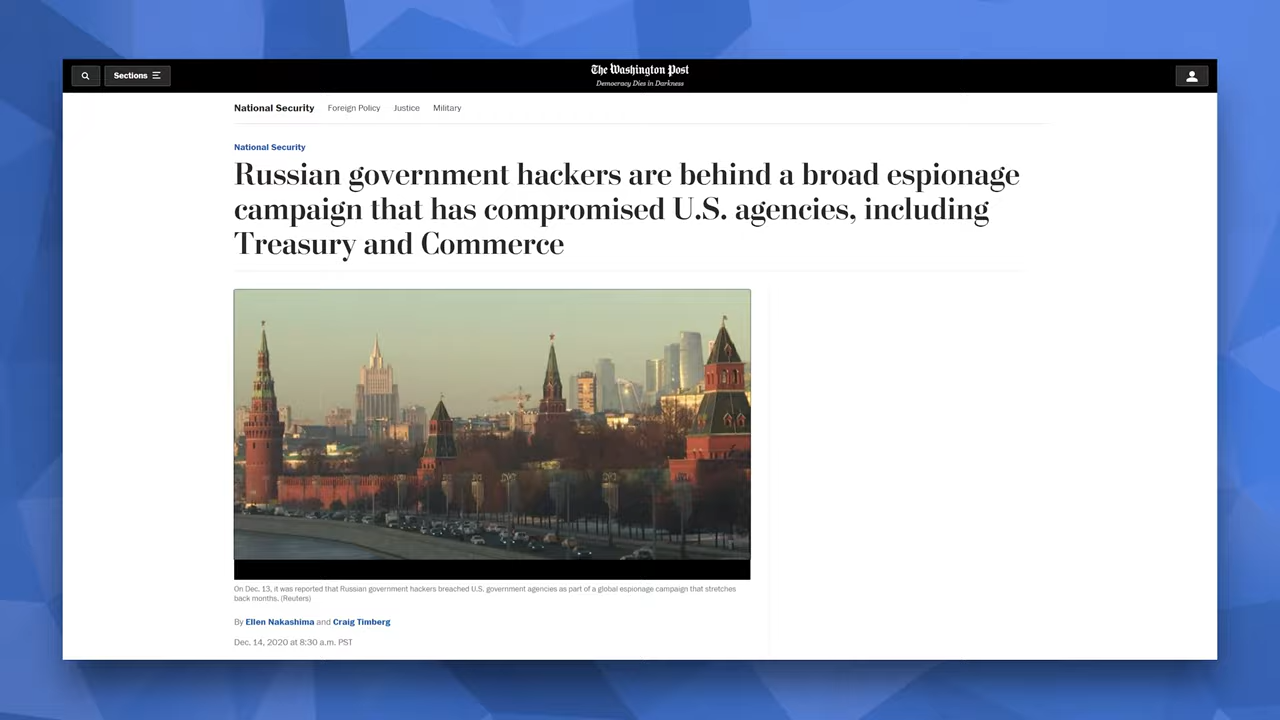 Sections
The Washington Post
Democracy Dies in Darkness
National Security Foreign Policy Justice Military
National Security
Russian government hackers are behind a broad espionage
campaign that has compromised U.S. agencies, including
Treasury and Commerce
On Dec. 13, it was reported that Russian government hackers breached U.S. government agencies as part of a global espionage campaign that stretches
back months. (Reuters)
By Ellen Nakashima and Craig Timberg
Dec. 14, 2020 at 8:30 a.m. PST